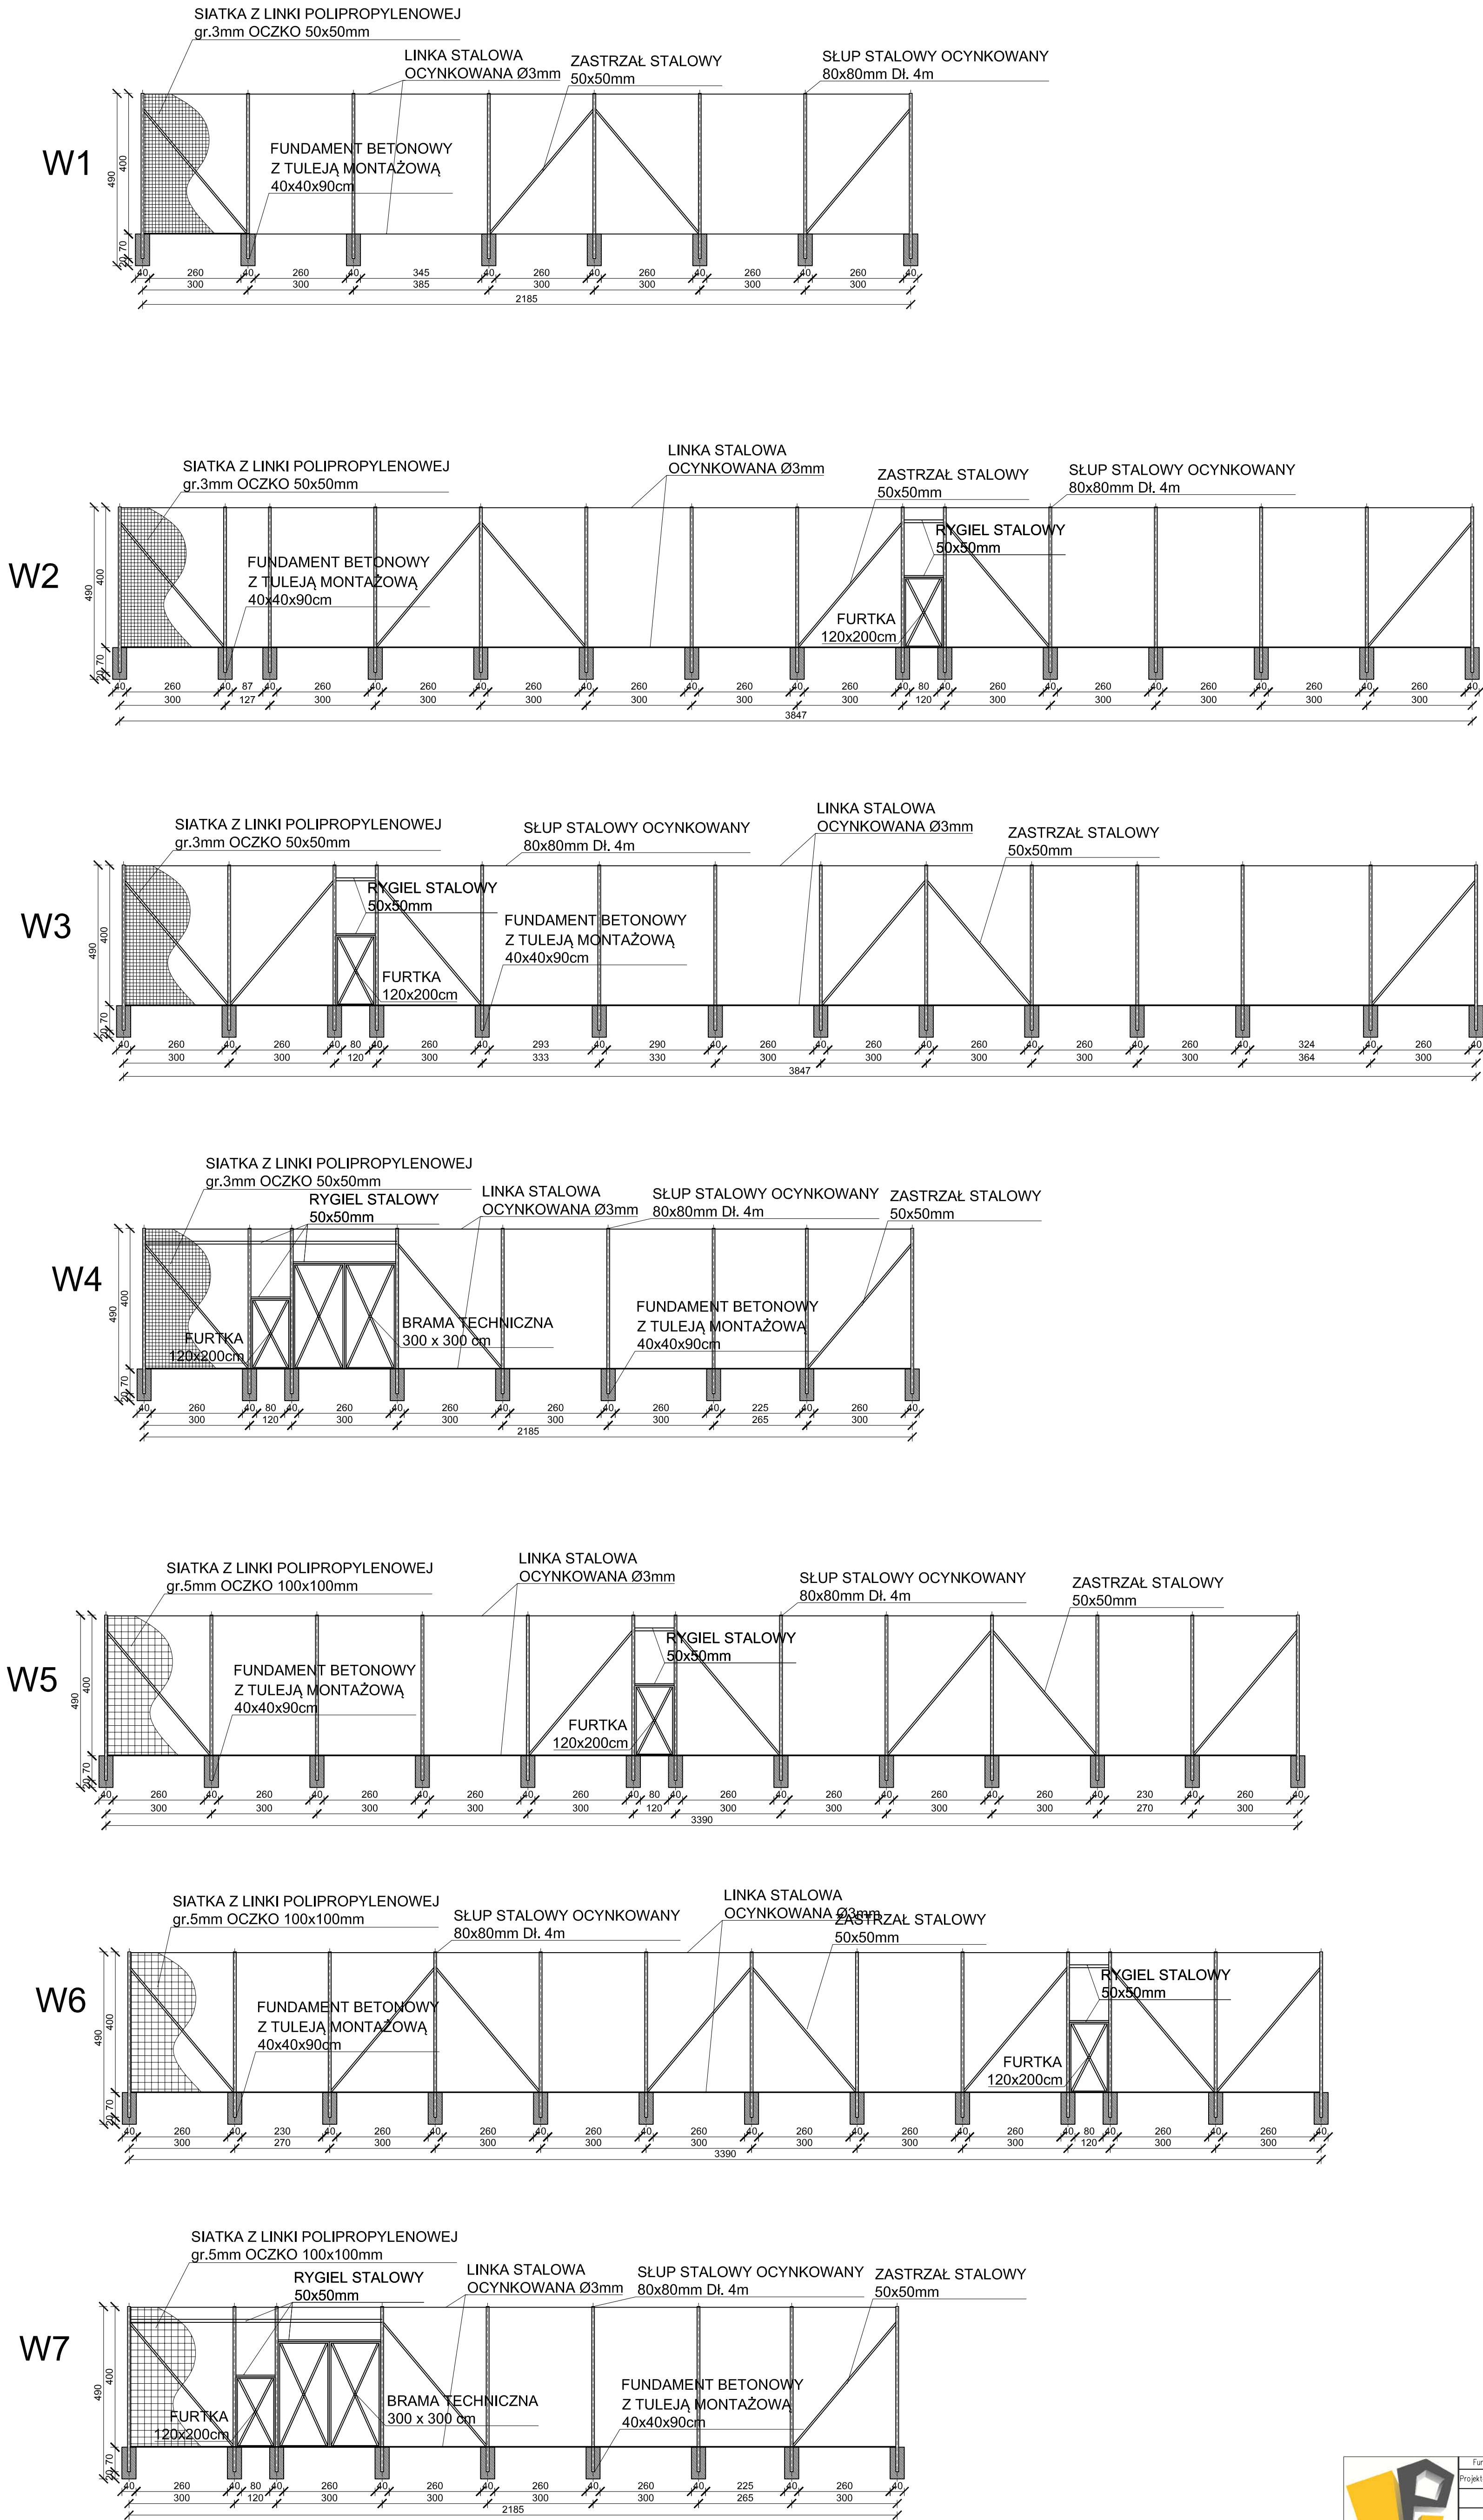 SIATKA Z LINKI POLIPROPYLENOWEJ
gr.3mm OCZKO 50x50mm
LINKA STALOWA
OCYNKOWANA Ø3mm
ZASTRZAŁ STALOWY
50x50mm
SŁUP STALOWY OCYNKOWANY
80x80mm Dł. 4m
W1
FUNDAMENT BETONOWY
Z TULEJĄ MONTAŻOWĄ
40x40x90cm
490 400
20 70
40 260 40 260 40 345 40 260 40 260 40 260 40 260 40
300 300 385 300 300 300 300
2185
SIATKA Z LINKI POLIPROPYLENOWEJ
gr.3mm OCZKO 50x50mm
LINKA STALOWA
OCYNKOWANA Ø3mm
ZASTRZAŁ STALOWY
50x50mm
SŁUP STALOWY OCYNKOWANY
80x80mm Dł. 4m
W2
RYGIEL STALOWY
50x50mm
FUNDAMENT BETONOWY
Z TULEJĄ MONTAŻOWĄ
40x40x90cm
FURTKA
120x200cm
490 400
20 70
40 260 40 87 40 260 40 260 40 260 40 260 40 260 40 260 40 80 40 260 40 260 40 260 40 260 40 260 40
300 127 300 300 300 300 300 300 120 300 300 300 300 300
3847
SIATKA Z LINKI POLIPROPYLENOWEJ
gr.3mm OCZKO 50x50mm
SŁUP STALOWY OCYNKOWANY
80x80mm Dł. 4m
LINKA STALOWA
OCYNKOWANA Ø3mm
ZASTRZAŁ STALOWY
50x50mm
W3
RYGIEL STALOWY
50x50mm
FUNDAMENT BETONOWY
Z TULEJĄ MONTAŻOWĄ
40x40x90cm
FURTKA
120x200cm
490 400
20 70
40 260 40 260 40 80 40 260 40 293 40 290 40 260 40 260 40 260 40 260 40 260 40 324 40 260 40
300 300 120 300 333 330 300 300 300 300 300 364 300
3847
SIATKA Z LINKI POLIPROPYLENOWEJ
gr.3mm OCZKO 50x50mm
RYGIEL STALOWY
50x50mm
LINKA STALOWA
OCYNKOWANA Ø3mm
SŁUP STALOWY OCYNKOWANY
80x80mm Dł. 4m
ZASTRZAŁ STALOWY
50x50mm
W4
FURTKA
120x200cm
BRAMA TECHNICZNA
300 x 300 cm
FUNDAMENT BETONOWY
Z TULEJĄ MONTAŻOWĄ
40x40x90cm
490 400
20 70
40 260 40 80 40 260 40 260 40 260 40 260 40 225 40 260 40
300 120 300 300 300 300 265 300
2185
SIATKA Z LINKI POLIPROPYLENOWEJ
gr.5mm OCZKO 100x100mm
LINKA STALOWA
OCYNKOWANA Ø3mm
SŁUP STALOWY OCYNKOWANY
80x80mm Dł. 4m
ZASTRZAŁ STALOWY
50x50mm
W5
RYGIEL STALOWY
50x50mm
FUNDAMENT BETONOWY
Z TULEJĄ MONTAŻOWĄ
40x40x90cm
FURTKA
120x200cm
490 400
20 70
40 260 40 260 40 260 40 260 40 260 40 80 40 260 40 260 40 260 40 260 40 230 40 260 40
300 300 300 300 300 120 300 300 300 300 270 300
3390
SIATKA Z LINKI POLIPROPYLENOWEJ
gr.5mm OCZKO 100x100mm
SŁUP STALOWY OCYNKOWANY
80x80mm Dł. 4m
LINKA STALOWA
OCYNKOWANA Ø3mm
ZASTRZAŁ STALOWY
50x50mm
W6
RYGIEL STALOWY
50x50mm
FUNDAMENT BETONOWY
Z TULEJĄ MONTAŻOWĄ
40x40x90cm
FURTKA
120x200cm
490 400
20 70
40 260 40 230 40 260 40 260 40 260 40 260 40 260 40 260 40 260 40 80 40 260 40 260 40
300 270 300 300 300 300 300 300 300 120 300 300
3390
SIATKA Z LINKI POLIPROPYLENOWEJ
gr.5mm OCZKO 100x100mm
RYGIEL STALOWY
50x50mm
LINKA STALOWA
OCYNKOWANA Ø3mm
SŁUP STALOWY OCYNKOWANY
80x80mm Dł. 4m
ZASTRZAŁ STALOWY
50x50mm
W7
FURTKA
120x200cm
BRAMA TECHNICZNA
300 x 300 cm
FUNDAMENT BETONOWY
Z TULEJĄ MONTAŻOWĄ
40x40x90cm
490 400
20 70
40 260 40 80 40 260 40 260 40 260 40 260 40 225 40 260 40
300 120 300 300 300 300 265 300
2185